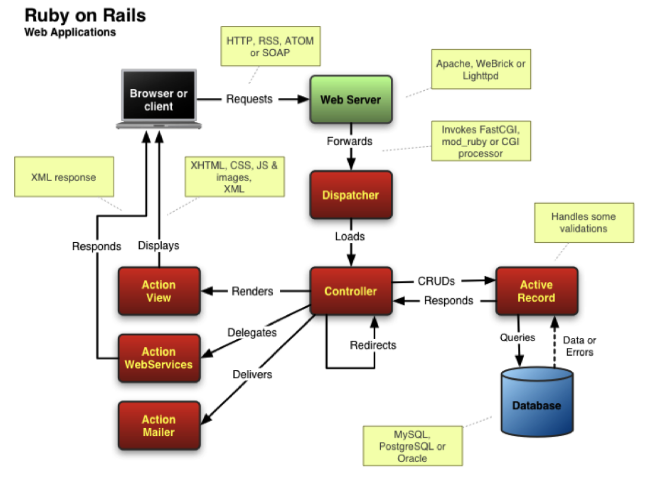 Ruby on Rails
Web Applications
HTTP, RSS, ATOM
or SOAP
Browser or
client
Requests
Web Server
Apache, WeBrick or
Lighttpd
Forwards
Invokes FastCGI,
mod_ruby or CGI
processor
XML response
XHTML, CSS, JS &
images,
XML
Dispatcher
Handles some
validations
Responds
Displays
Loads
Action
View
Renders
Controller
CRUDs
Responds
Active
Record
Delegates
Redirects
Queries
Data or
Errors
Action
WebServices
Delivers
Action
Mailer
Database
MySQL,
PostgreSQL or
Oracle